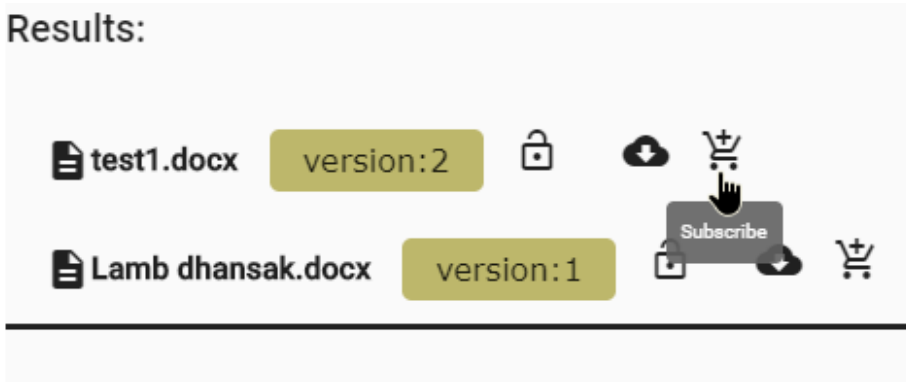 Results:
test1.docx version:2
Subscribe
Lamb dhansak.docx version:1